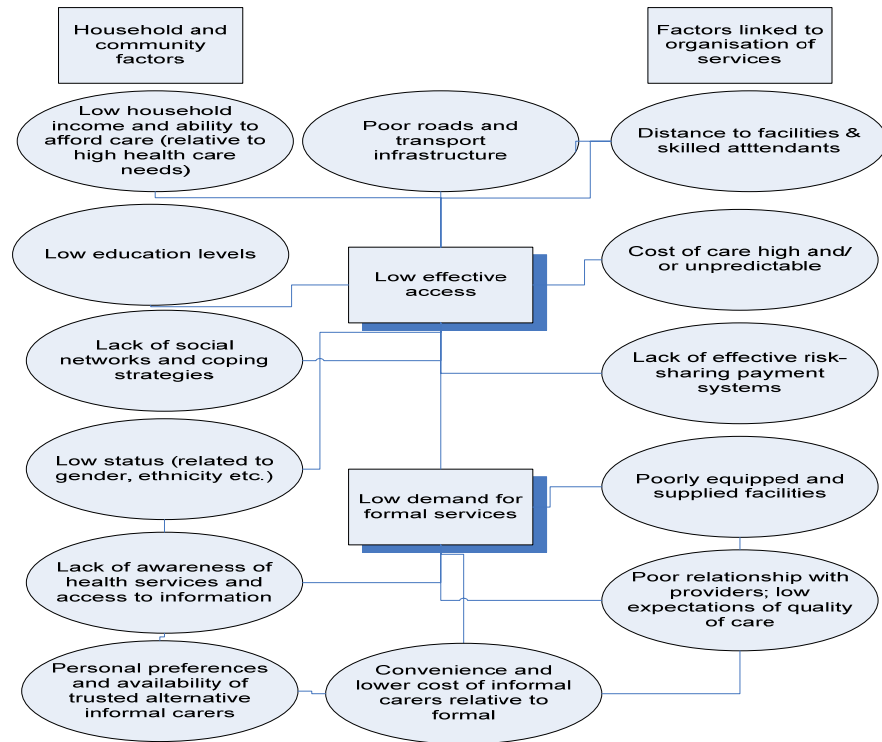 Household and
community
factors
Factors linked to
organisation of
services
Low household
income and ability to
afford care (relative to
high health care
needs)
Poor roads and
transport
infrastructure
Distance to facilities &
skilled atttendants
Low education levels
Low effective
access
Cost of care high and/
or unpredictable
Lack of social
networks and coping
strategies
Lack of effective risk-
sharing payment
systems
Low status (related to
gender, ethnicity etc.)
Low demand for
formal services
Poorly equipped and
supplied facilities
Lack of awareness of
health services and
access to information
Poor relationship with
providers; low
expectations of quality
of care
Personal preferences
and availability of
trusted alternative
informal carers
Convenience and
lower cost of informal
carers relative to
formal